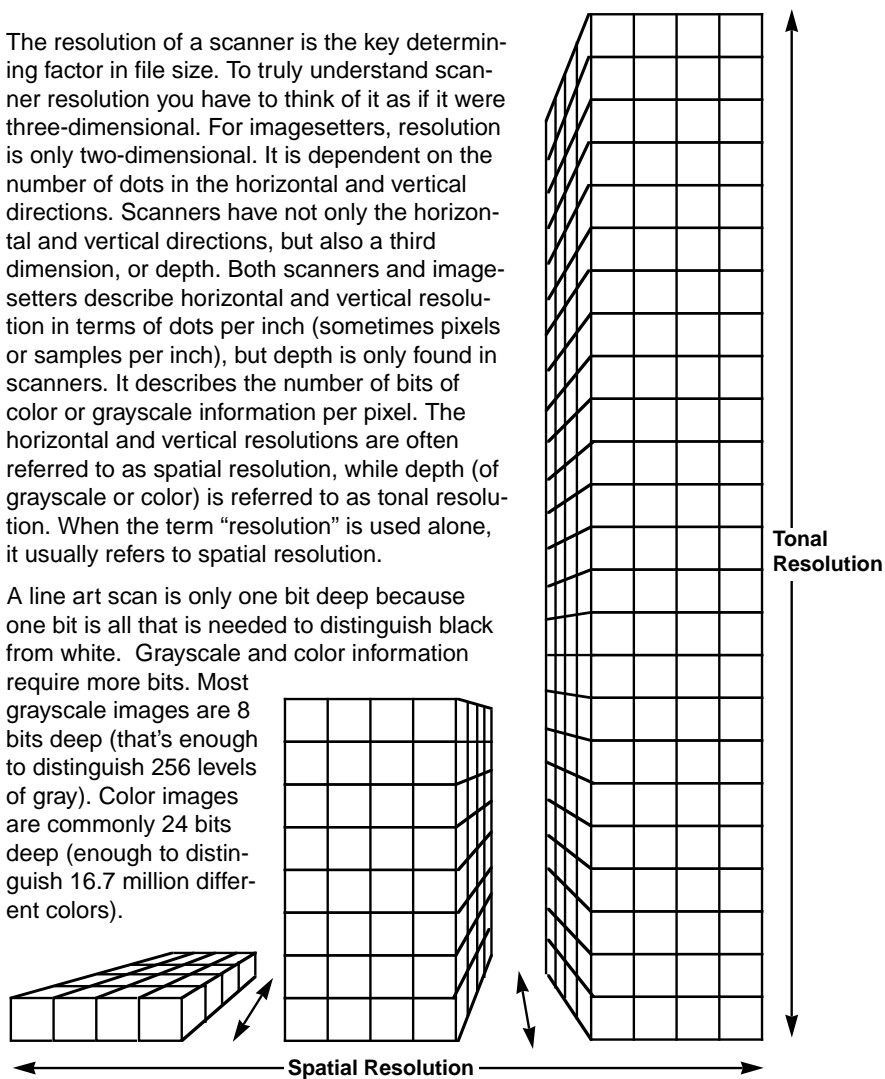 The resolution of a scanner is the key determin-
ing factor in file size. To truly understand scan-
ner resolution you have to think of it as if it were
three-dimensional. For imagesetters, resolution
is only two-dimensional. It is dependent on the
number of dots in the horizontal and vertical
directions. Scanners have not only the horizon-
tal and vertical directions, but also a third
dimension, or depth. Both scanners and image-
setters describe horizontal and vertical resolu-
tion in terms of dots per inch (sometimes pixels
or samples per inch), but depth is only found in
scanners. It describes the number of bits of
color or grayscale information per pixel. The
horizontal and vertical resolutions are often
referred to as spatial resolution, while depth (of
grayscale or color) is referred to as tonal resolu-
tion. When the term “resolution” is used alone,
it usually refers to spatial resolution.
A line art scan is only one bit deep because
one bit is all that is needed to distinguish black
from white.  Grayscale and color information
require more bits. Most
grayscale images are 8
bits deep (that’s enough
to distinguish 256 levels
of gray). Color images
are commonly 24 bits
deep (enough to distin-
guish 16.7 million differ-
ent colors).
Tonal
Resolution
Spatial Resolution